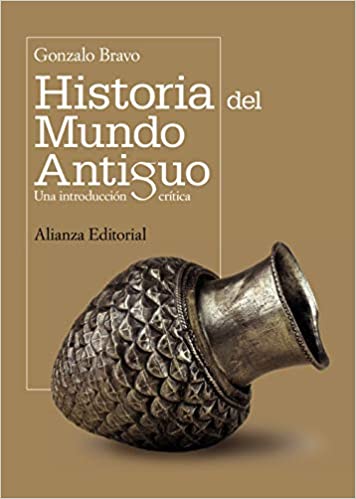 Gonzalo Bravo
Historia del
Mundo
Antiguo
Una introducción crítica
Alianza Editorial